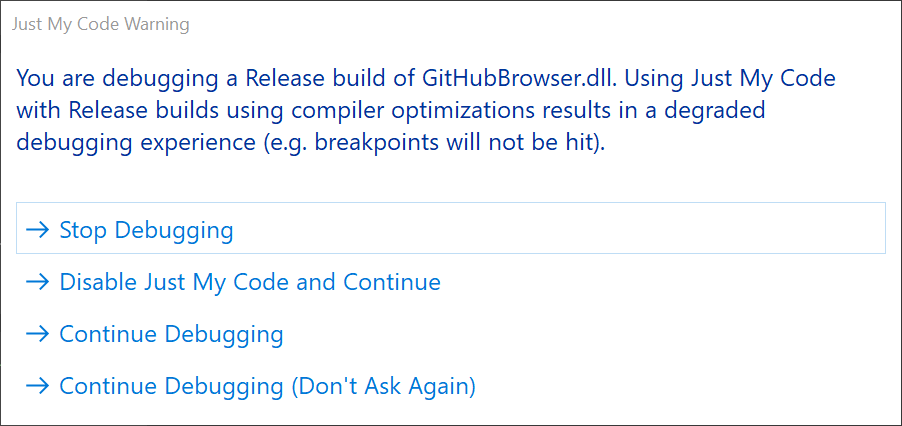 Just My Code Warning
You are debugging a Release build of GitHubBrowser.dll. Using Just My Code
with Release builds using compiler optimizations results in a degraded
debugging experience (e.g. breakpoints will not be hit).
→ Stop Debugging
→ Disable Just My Code and Continue
→ Continue Debugging
→ Continue Debugging (Don't Ask Again)